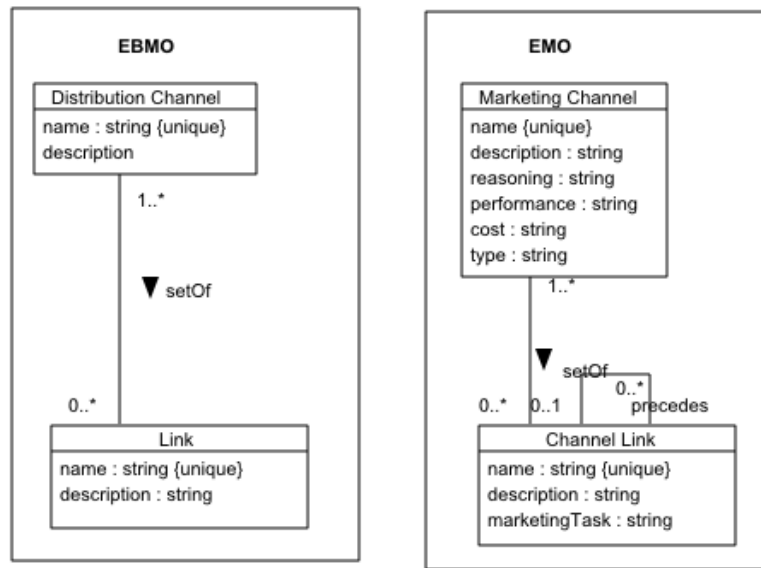 EBMO
Distribution Channel
name : string {unique}
description
1..*
setOf
0..*
Link
name : string {unique}
description : string
EMO
Marketing Channel
name {unique}
description : string
reasoning : string
performance : string
cost : string
type : string
1..*
setOf
0..*
0..*
0..1
precedes
Channel Link
name : string {unique}
description : string
marketingTask : string